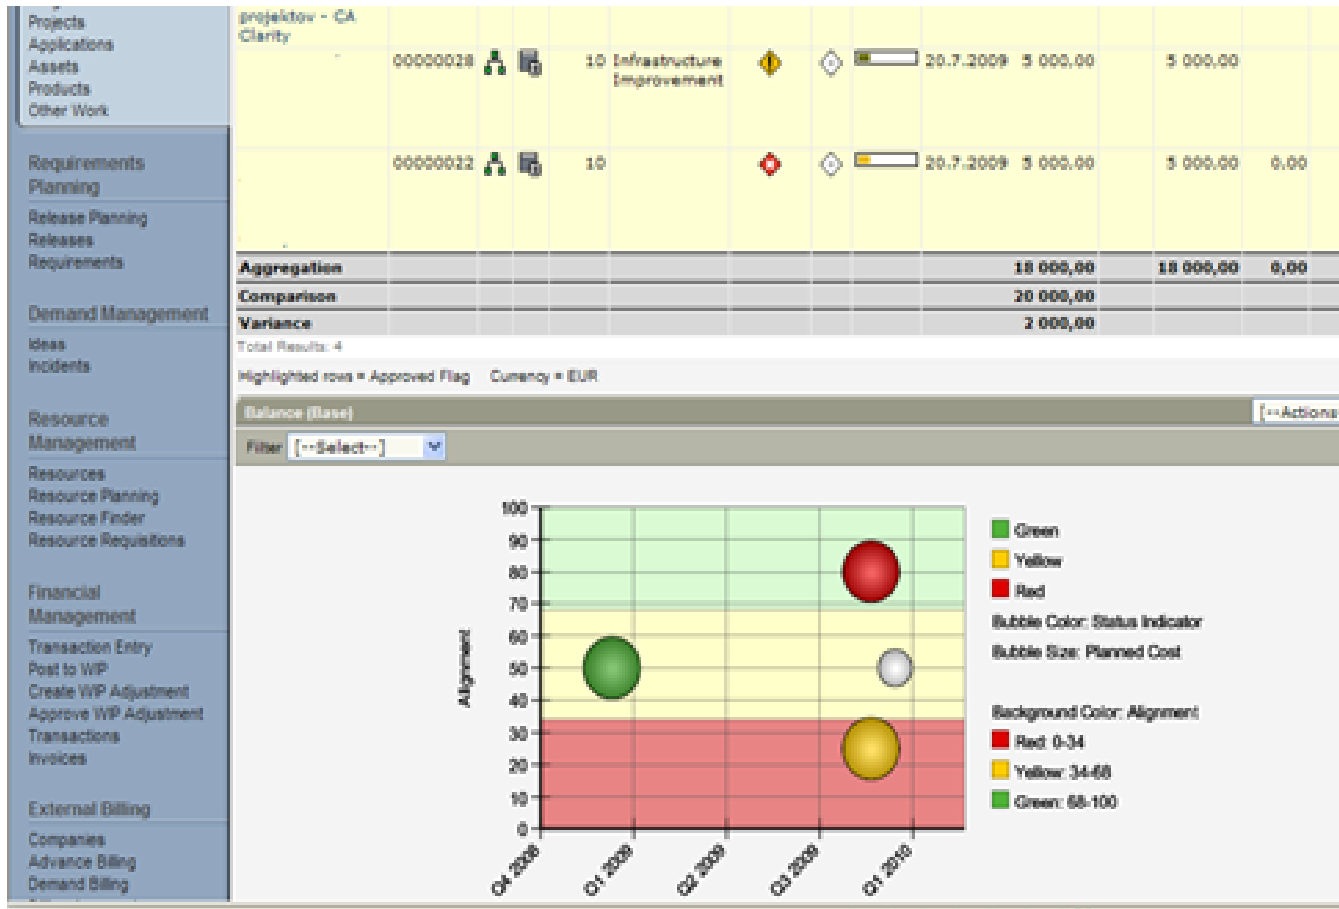 Projects
Applications
Assets
Products
Other Work
Requirements
Planning
Release Planning
Releases
Requirements
Demand Management
Ideas
Incidents
Resource
Management
Resources
Resource Planning
Resource Finder
Resource Requisitions
Financial
Management
Transaction Entry
Post to WIP
Create WIP Adjustment
Approve WIP Adjustment
Transactions
Invoices
External Billing
Companies
Advance Billing
Demand Billing
projektov - CA
Clarity
00000028 10 Infrastructure 20.7.2009 5 000,00 5 000,00
Improvement
00000022 10 20.7.2009 5 000,00 5 000,00 0,00
Aggregation 18 000,00 18 000,00 0,00
Comparison 20 000,00
Variance 2 000,00
Total Results: 4
Highlighted rows = Approved Flag Currency = EUR
Balance (Base) [--Actions
Filter [--Select--]
100
90
80
70
60
50
40
30
20
10
0
Alignment
Q4 2008
Q1 2009
Q2 2009
Q3 2009
Q1 2010
Green
Yellow
Red
Bubble Color: Status Indicator
Bubble Size: Planned Cost
Background Color: Alignment
Red: 0-34
Yellow: 34-68
Green: 68-100